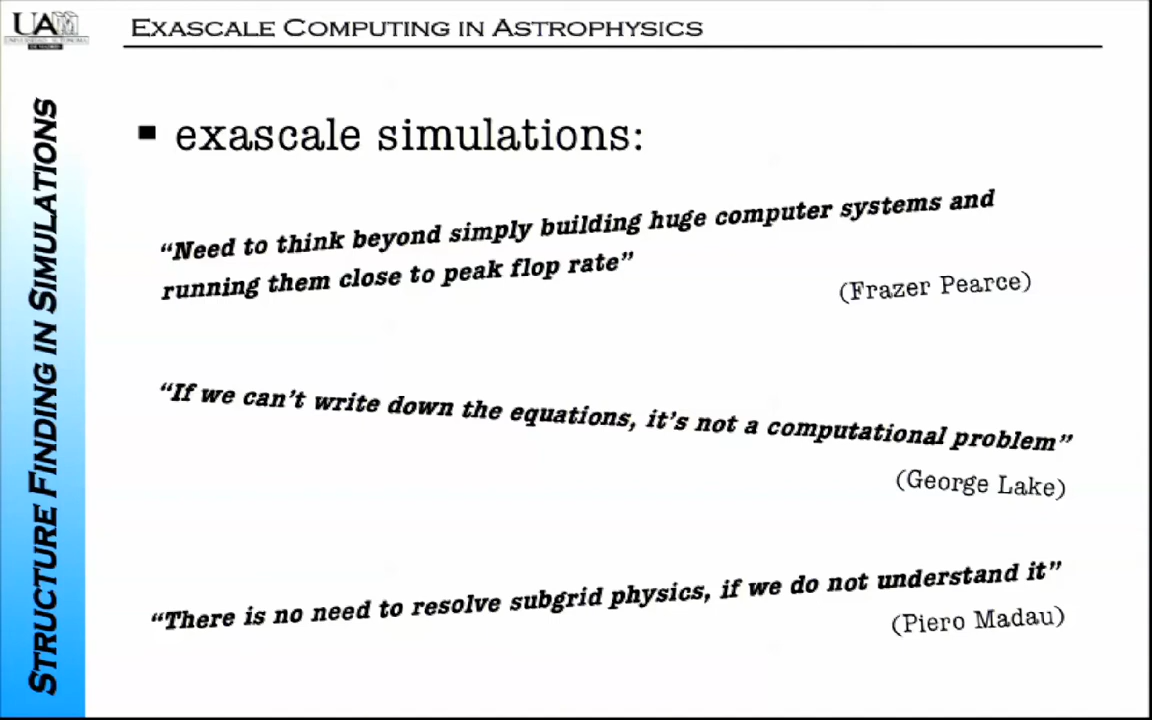 UAM
EXASCALE COMPUTING IN ASTROPHYSICS
STRUCTURE FINDING IN SIMULATIONS
▪ exascale simulations:
“Need to think beyond simply building huge computer systems and
running them close to peak flop rate”
(Frazer Pearce)
“If we can’t write down the equations, it’s not a computational problem”
(George Lake)
“There is no need to resolve subgrid physics, if we do not understand it”
(Piero Madau)